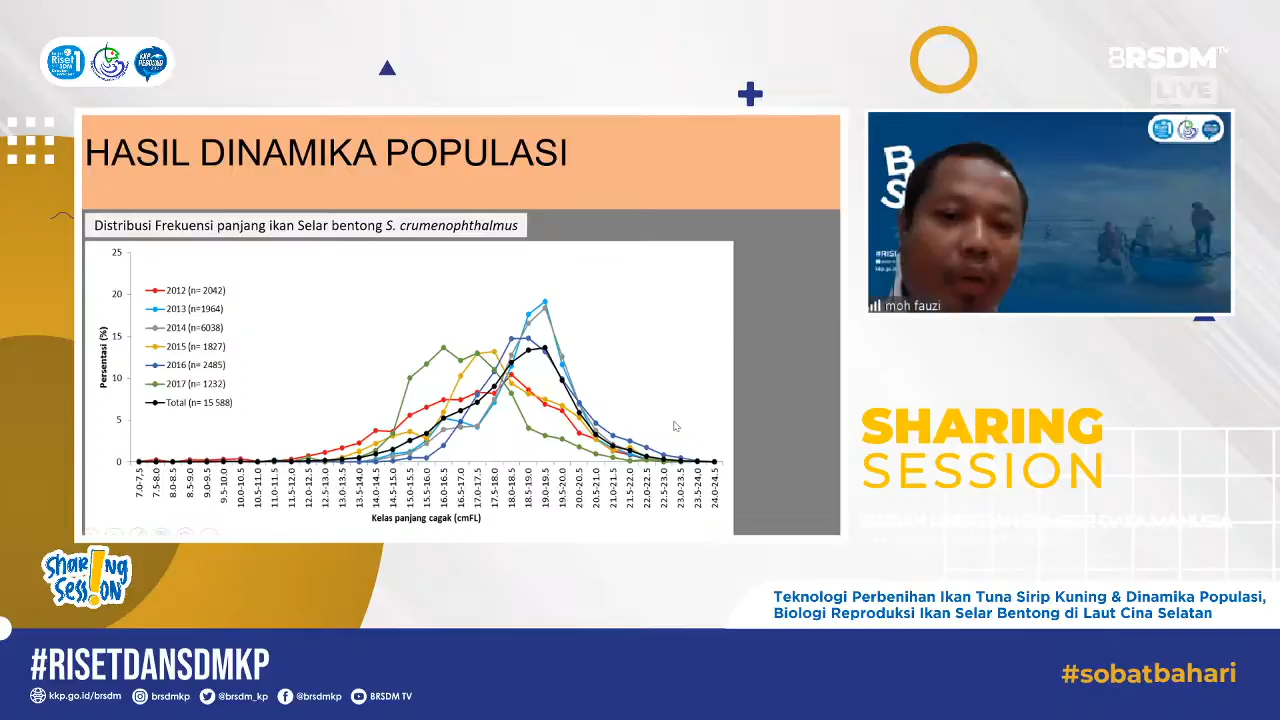 Riset
SDM
KKP
REBOUND
BRSDM TV
LIVE
HASIL DINAMIKA POPULASI
Distribusi Frekuensi panjang ikan Selar bentong S. crumenophthalmus
25
20
15
10
5
0
Persentasi (%)
2012 (n= 2042)
2013 (n=1964)
2014 (n=6038)
2015 (n= 1827)
2016 (n= 2485)
2017 (n= 1232)
Total (n= 15 588)
7.0-7,5
7.5-8.0
8.0-8.5
8.5-9.0
9.0-9.5
9.5-10.0
10.0-10.5
10.5-11.0
11.0-11.5
11.5-12.0
12.0-12.5
12.5-13.0
13.0-13.5
13.5-14.0
14.0-14.5
14.5-15.0
15.0-15.5
15.5-16.0
16.0-16.5
16.5-17.0
17.0-17.5
17.5-18.0
18.0-18.5
18.5-19.0
19.0-19.5
19.5-20.0
20.0-20.5
20.5-21.0
21.0-21.5
21.5-22.0
22.0-22.5
22.5-23.0
23.0-23.5
23.5-24.0
24.0-24.5
Kelas panjang cagak (cmFL)
#RISET
kkp.go.id/
moh fauzi
SHARING
SESSION
Sharing
Session
Teknologi Perbenihan Ikan Tuna Sirip Kuning & Dinamika Populasi,
Biologi Reproduksi Ikan Selar Bentong di Laut Cina Selatan
#RISETDANSDMKP
kkp.go.id/brsdm brsdmkp @brsdm_kp @brsdmkp BRSDM TV
#sobatbahari